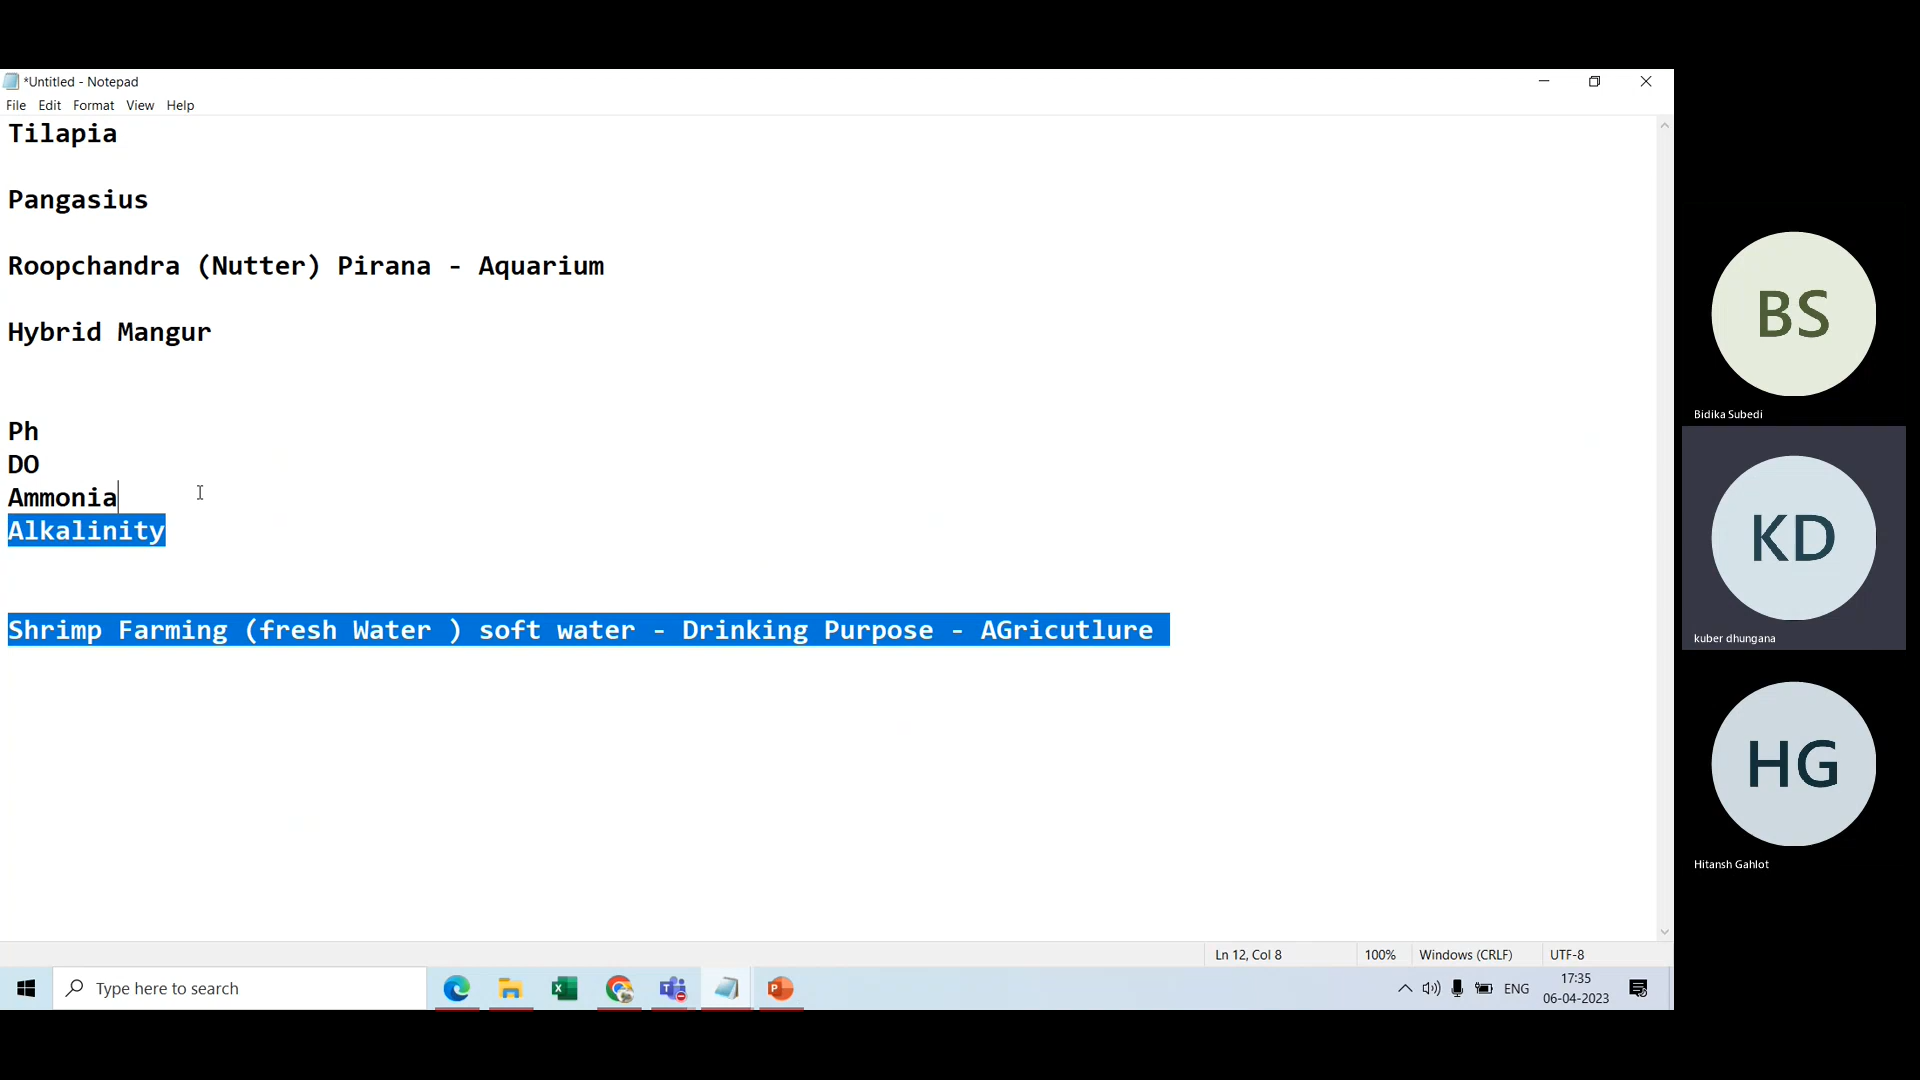 *Untitled - Notepad
File Edit Format View Help
Tilapia
Pangasius
Roopchandra (Nutter) Pirana - Aquarium
Hybrid Mangur
Ph
DO
Ammonia
Alkalinity
Shrimp Farming (fresh Water ) soft water - Drinking Purpose - AGricutlure
Ln 12, Col 8
100%
Windows (CRLF)
UTF-8
Type here to search
ENG
17:35
06-04-2023
BS
Bidika Subedi
KD
kuber dhungana
HG
Hitansh Gahlot